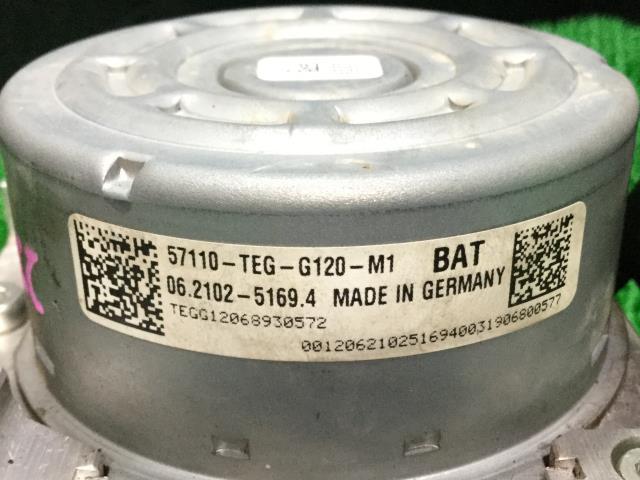 57110-TEG-G120-M1 BAT
06.2102-5169.4 MADE IN GERMANY
TEGG12068930572
0012062102516940031906800577